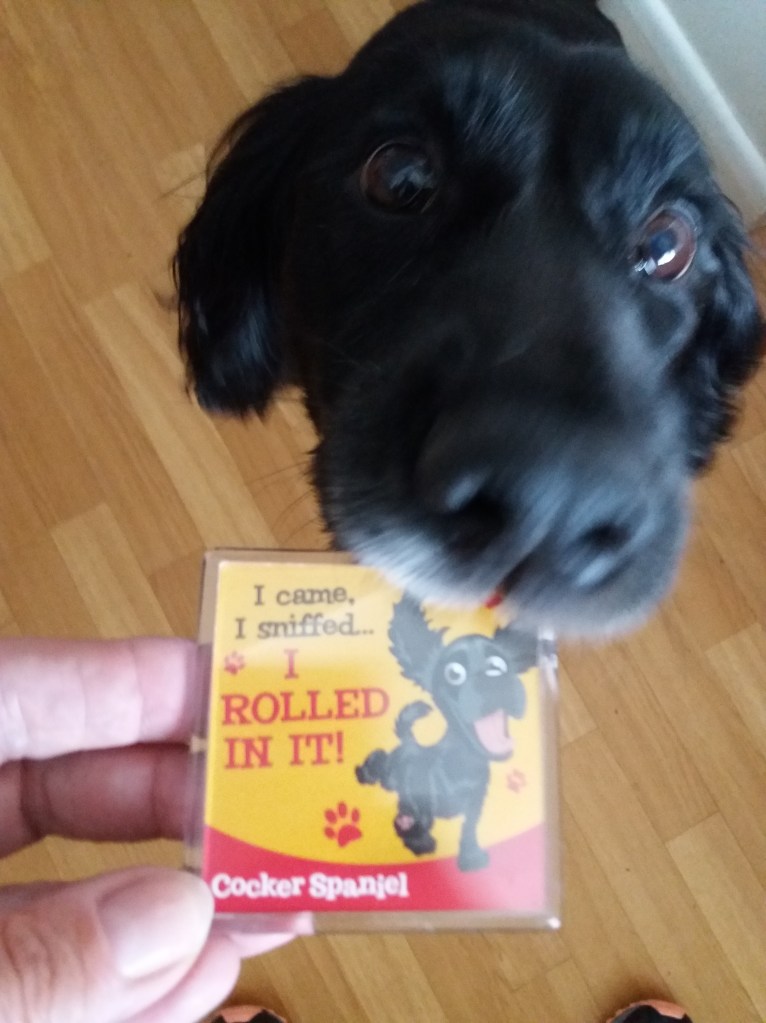 I came,
I sniffed...
I
ROLLED
IN IT!
Cocker Spaniel